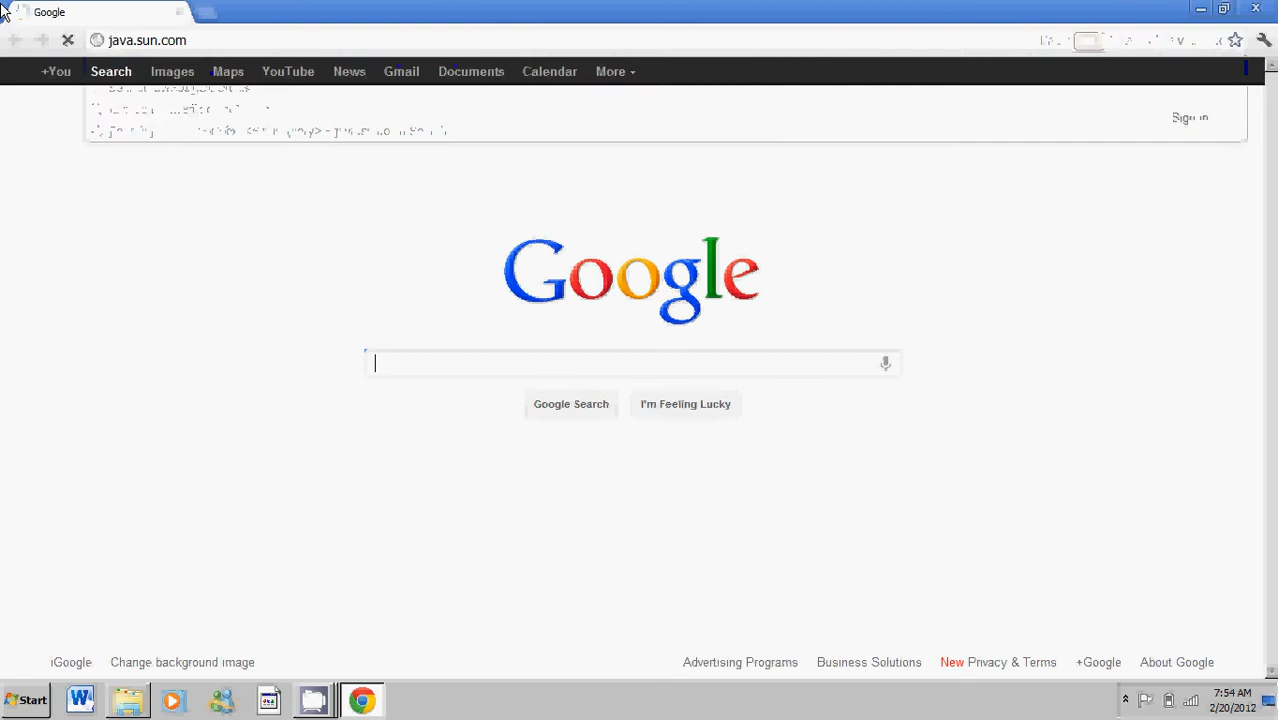 Google
java.sun.com
+You Search Images Maps YouTube News Gmail Documents Calendar More
Sign in
Google
Google Search I'm Feeling Lucky
iGoogle Change background image Advertising Programs Business Solutions New Privacy & Terms +Google About Google
Start 7:54 AM
2/20/2012